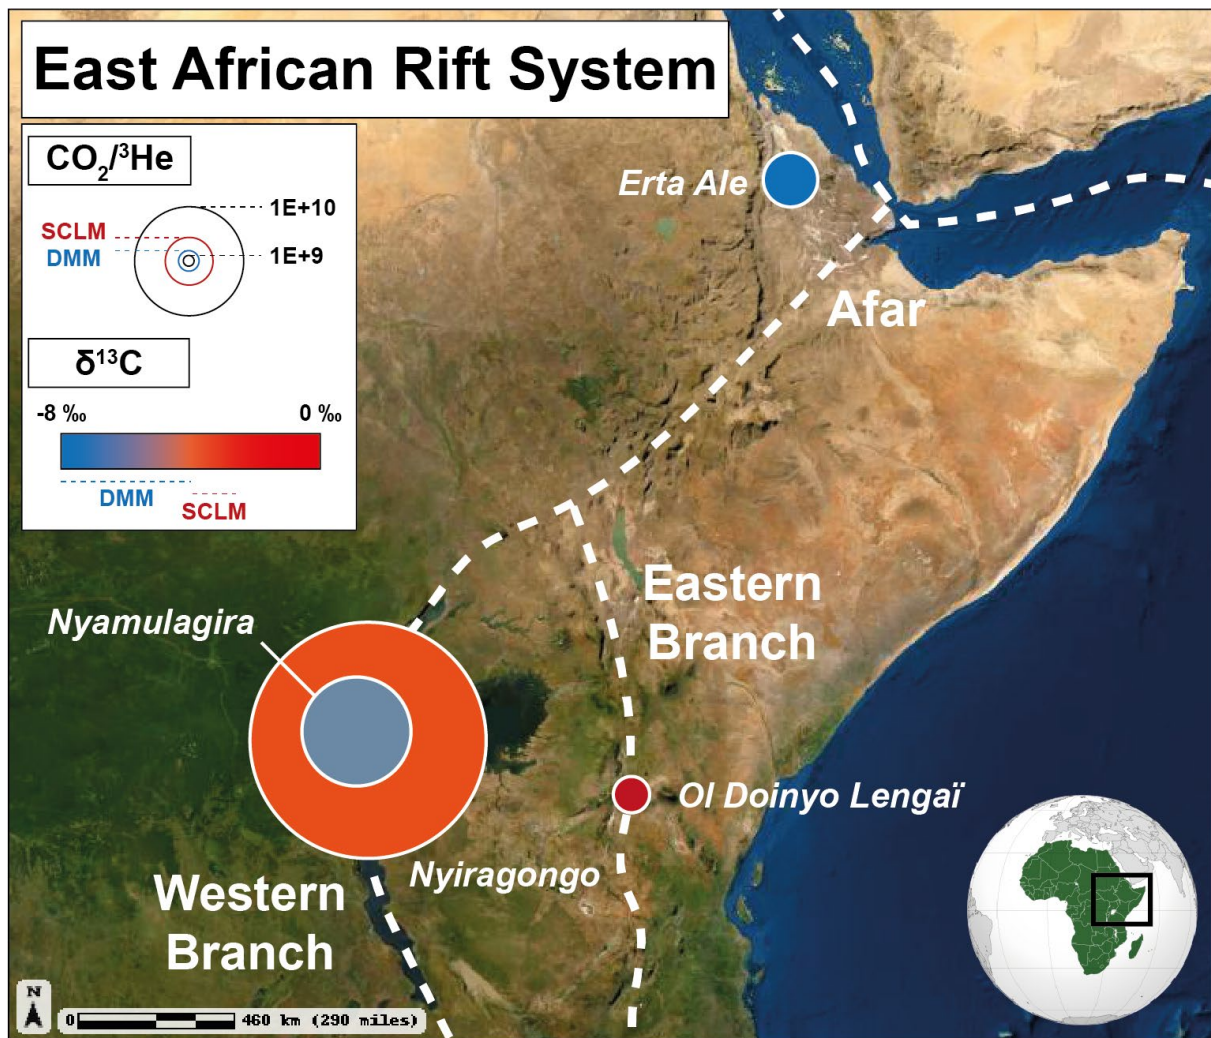 East African Rift System
CO₂/³He
1E+10
SCLM
DMM
1E+9
δ¹³C
-8 ‰
0 ‰
DMM
SCLM
Erta Ale
Afar
Eastern
Branch
Nyamulagira
Ol Doinyo Lengaï
Nyiragongo
Western
Branch
N
0
460 km (290 miles)